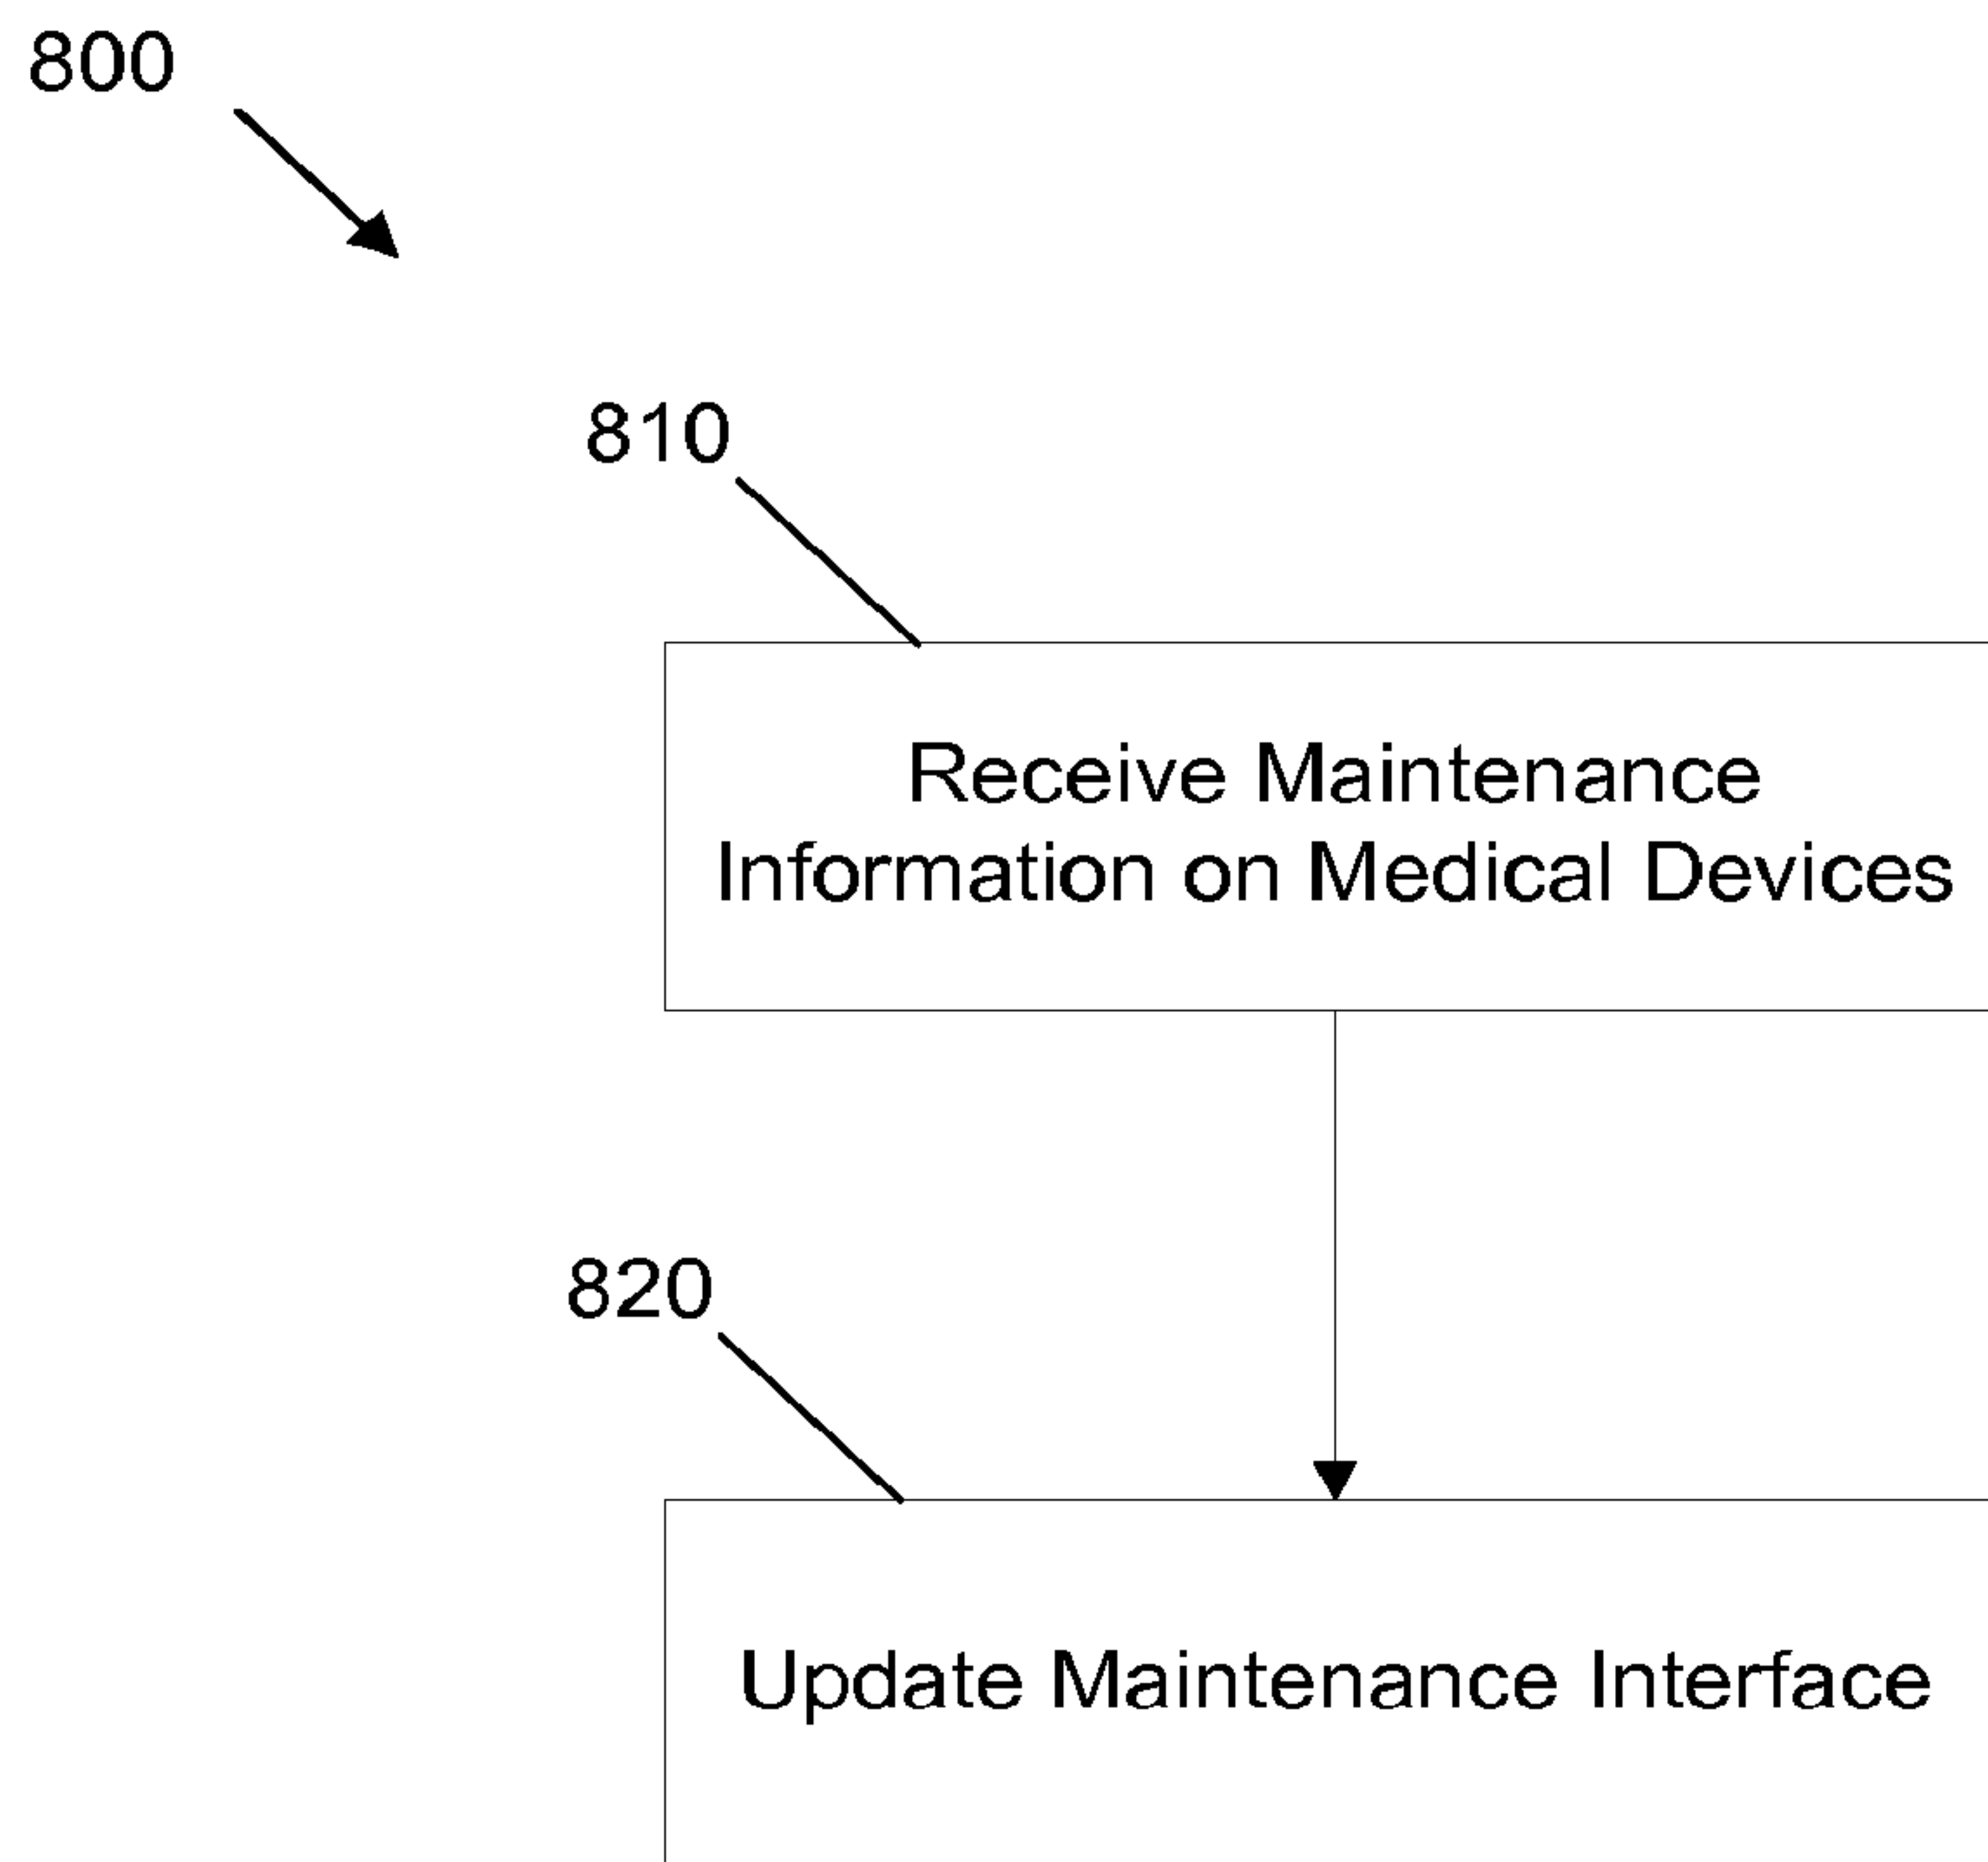 800
810
Receive Maintenance
Information on Medical Devices
820
Update Maintenance Interface